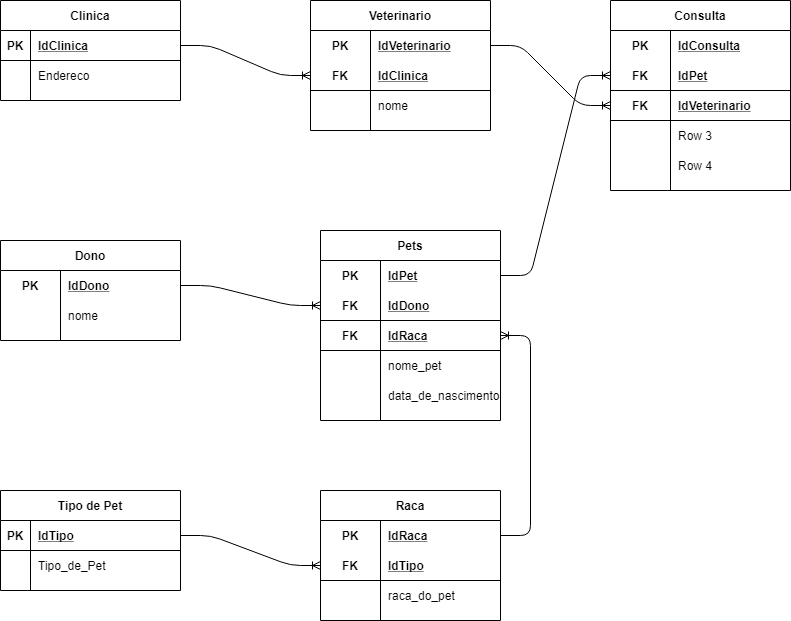 Clinica
PK IdClinica
Endereco
Veterinario
PK IdVeterinario
FK IdClinica
nome
Consulta
PK IdConsulta
FK IdPet
FK IdVeterinario
Row 3
Row 4
Dono
PK IdDono
nome
Pets
PK IdPet
FK IdDono
FK IdRaca
nome_pet
data_de_nascimento
Tipo de Pet
PK IdTipo
Tipo_de_Pet
Raca
PK IdRaca
FK IdTipo
raca_do_pet